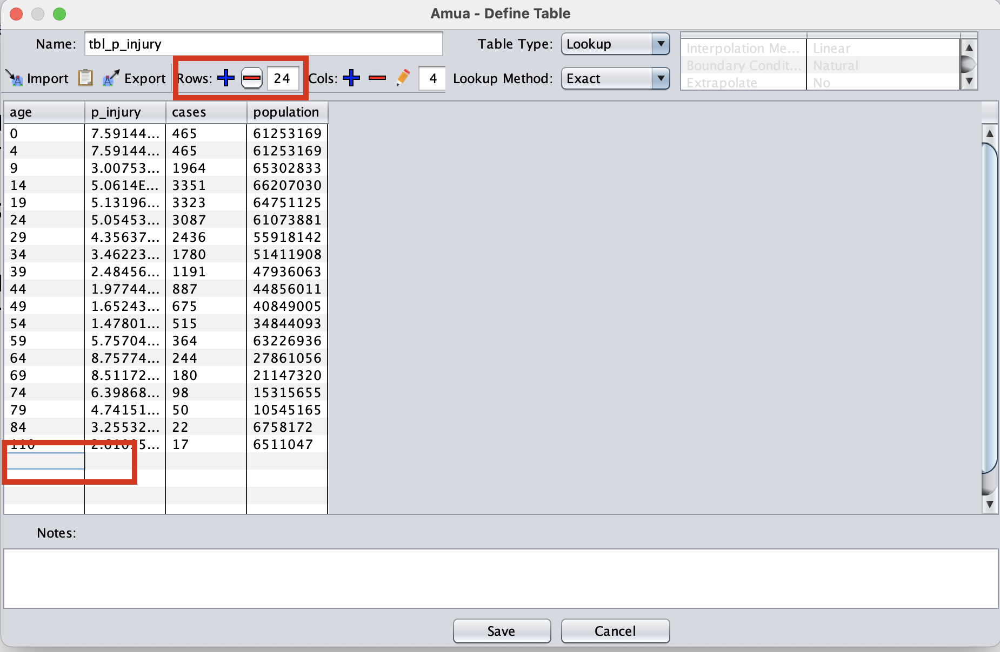 Amua - Define Table
Name: tbl_p_injury Table Type: Lookup
Interpolation Me... Linear
Boundary Condit... Natural
Extrapolate No
Import Export Rows: 24 Cols: 4 Lookup Method: Exact
age p_injury cases population
0 7.59144... 465 61253169
4 7.59144... 465 61253169
9 3.00753... 1964 65302833
14 5.0614E... 3351 66207030
19 5.13196... 3323 64751125
24 5.05453... 3087 61073881
29 4.35637... 2436 55918142
34 3.46223... 1780 51411908
39 2.48456... 1191 47936063
44 1.97744... 887 44856011
49 1.65243... 675 40849005
54 1.47801... 515 34844093
59 5.75704... 364 63226936
64 8.75774... 244 27861056
69 8.51172... 180 21147320
74 6.39868... 98 15315655
79 4.74151... 50 10545165
84 3.25532... 22 6758172
110 17 6511047
Notes:
Save Cancel